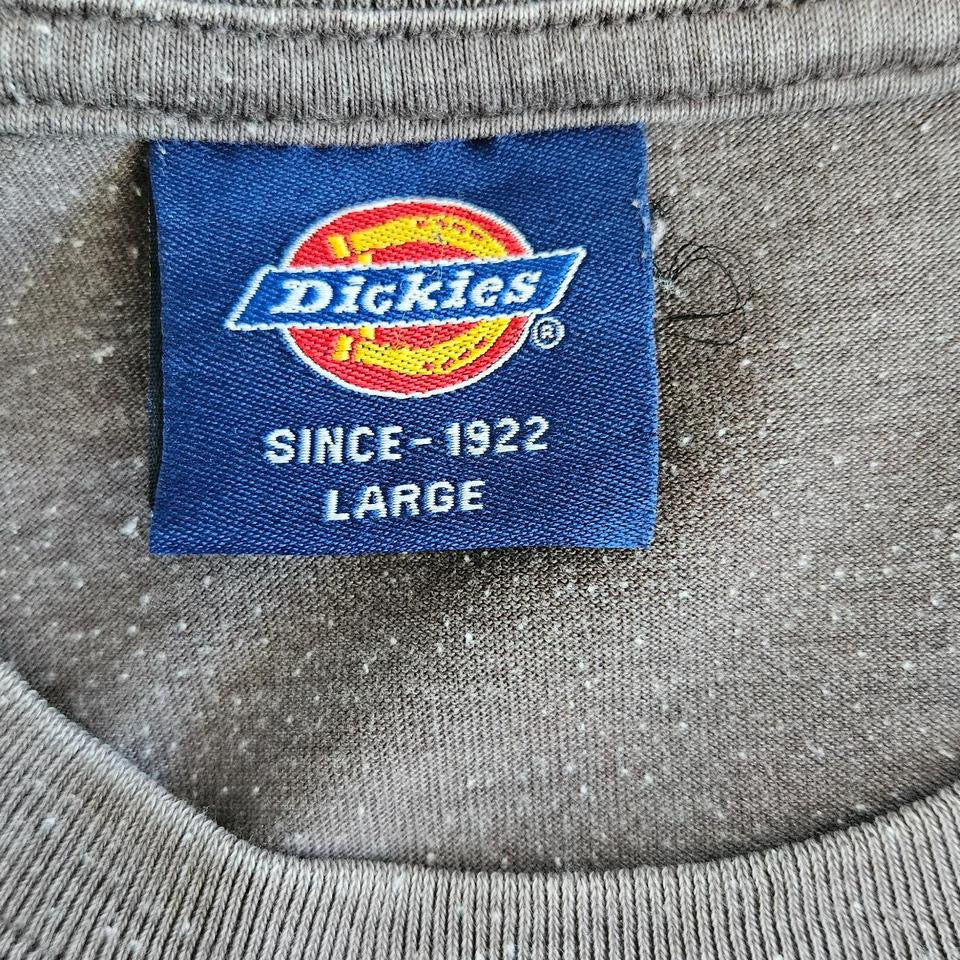 Dickies
®
SINCE-1922
LARGE